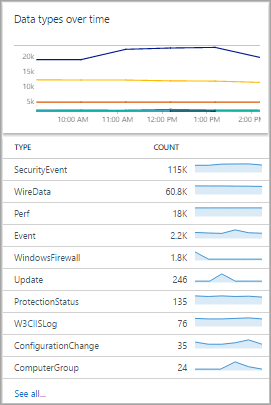 Data types over time
20k
15k
10k
5k
10:00 AM 11:00 AM 12:00 PM 1:00 PM 2:00 PM
TYPE COUNT
SecurityEvent 115K
WireData 60.8K
Perf 18K
Event 2.2K
WindowsFirewall 1.8K
Update 246
ProtectionStatus 135
W3CIISLog 76
ConfigurationChange 35
ComputerGroup 24
See all...